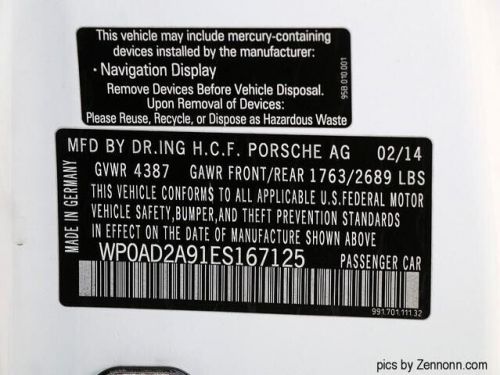 This vehicle may include mercury-containing
devices installed by the manufacturer:
· Navigation Display
Remove Devices Before Vehicle Disposal.
Upon Removal of Devices:
Please Reuse, Recycle, or Dispose as Hazardous Waste
95B.010.001
MFD BY DR.ING H.C.F. PORSCHE AG 02/14
GVWR 4387 GAWR FRONT/REAR 1763/2689 LBS
THIS VEHICLE CONFORMS TO ALL APPLICABLE U.S.FEDERAL MOTOR
VEHICLE SAFETY,BUMPER,AND THEFT PREVENTION STANDARDS
IN EFFECT ON THE DATE OF MANUFACTURE SHOWN ABOVE
WP0AD2A91ES167125 PASSENGER CAR
MADE IN GERMANY
991.701.111.32
pics by Zennonn.com